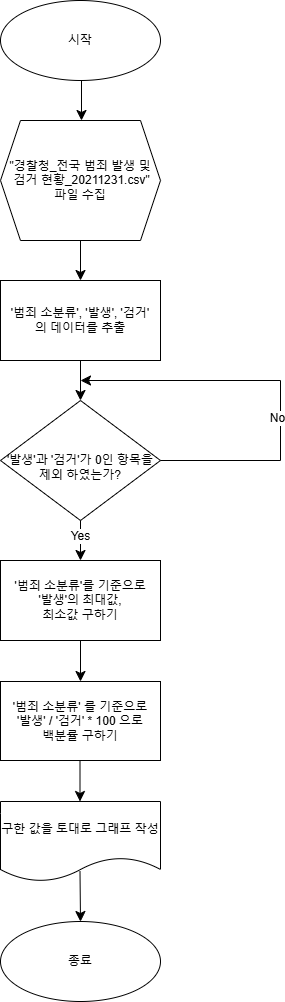 시작
"경찰청_전국 범죄 발생 및
검거 현황_20211231.csv"
파일 수집
'범죄 소분류', '발생', '검거'
의 데이터를 추출
No
'발생'과 '검거'가 0인 항목을
제외 하였는가?
Yes
'범죄 소분류'를 기준으로
'발생'의 최대값,
최소값 구하기
'범죄 소분류' 를 기준으로
'발생' / '검거' * 100 으로
백분률 구하기
구한 값을 토대로 그래프 작성
종료